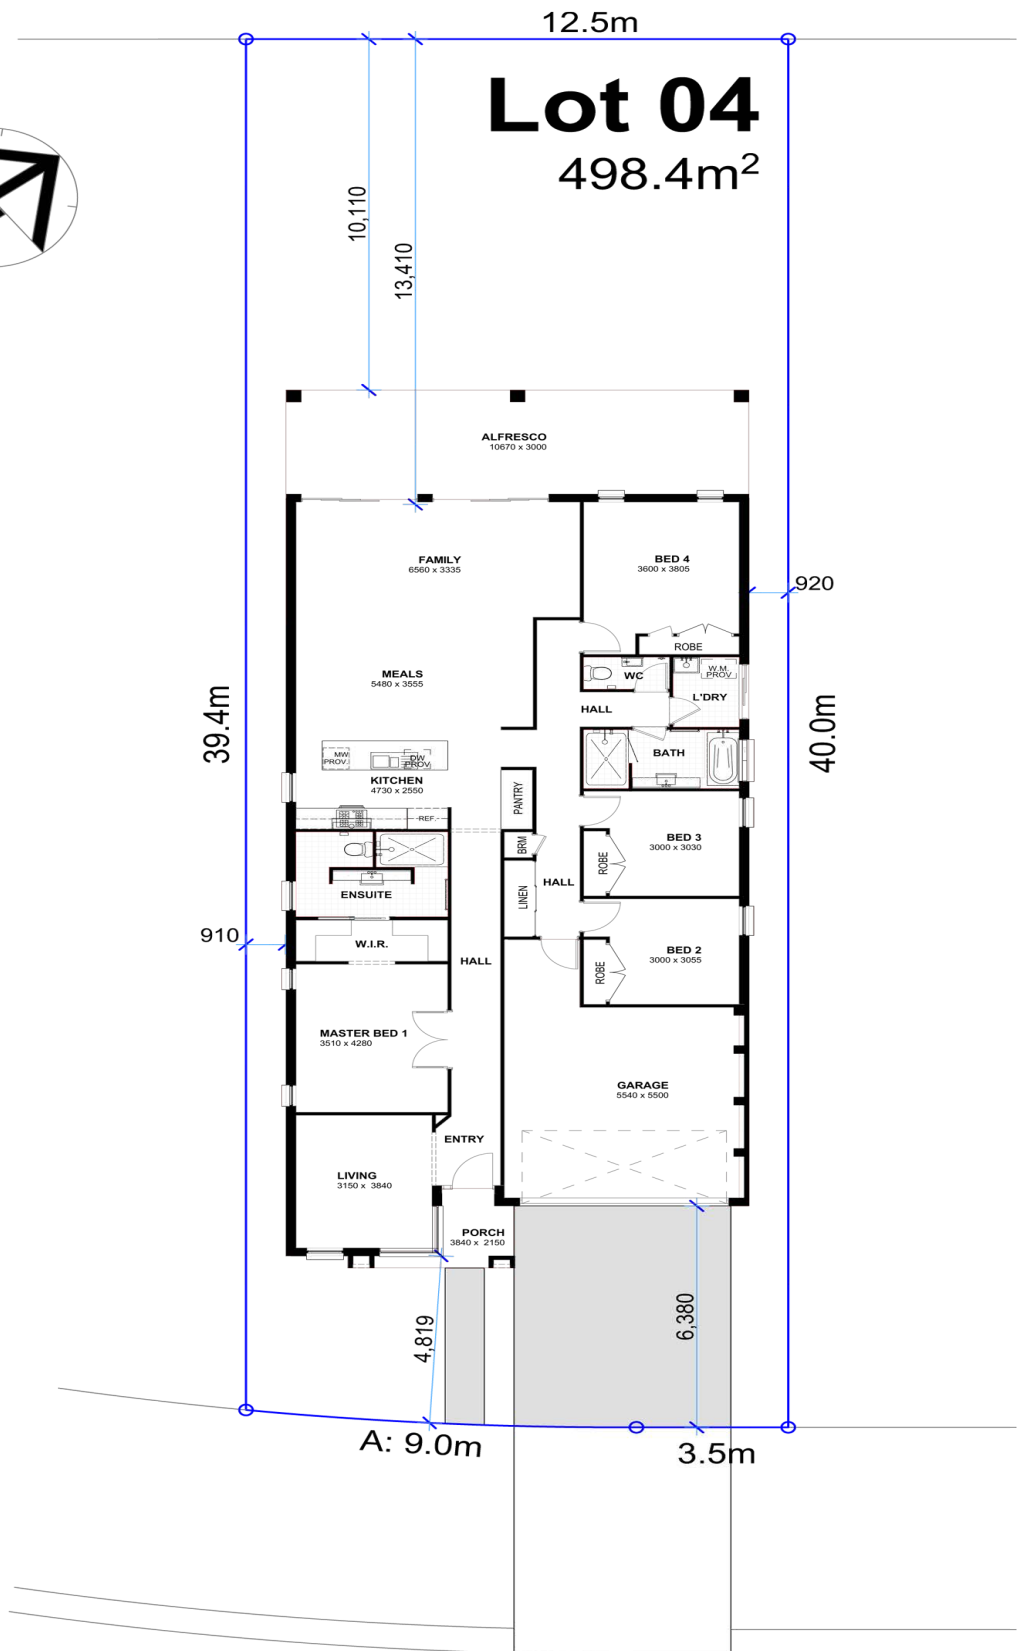 12.5m
Lot 04
498.4m²
10,110
13,410
ALFRESCO
10670 x 3000
FAMILY
6560 x 3335
BED 4
3600 x 3805
920
ROBE
WC
W.M.
PROV
L'DRY
MEALS
5480 x 3555
HALL
39.4m
40.0m
MW
PROV.
DW
PROV
BATH
KITCHEN
4730 x 2550
PANTRY
REF.
BRM
BED 3
3000 x 3030
ROBE
ENSUITE
LINEN
HALL
910
W.I.R.
HALL
BED 2
3000 x 3055
ROBE
MASTER BED 1
3510 x 4280
GARAGE
5540 x 5500
ENTRY
LIVING
3150 x 3840
PORCH
3840 x 2150
4,819
6,380
A: 9.0m
3.5m